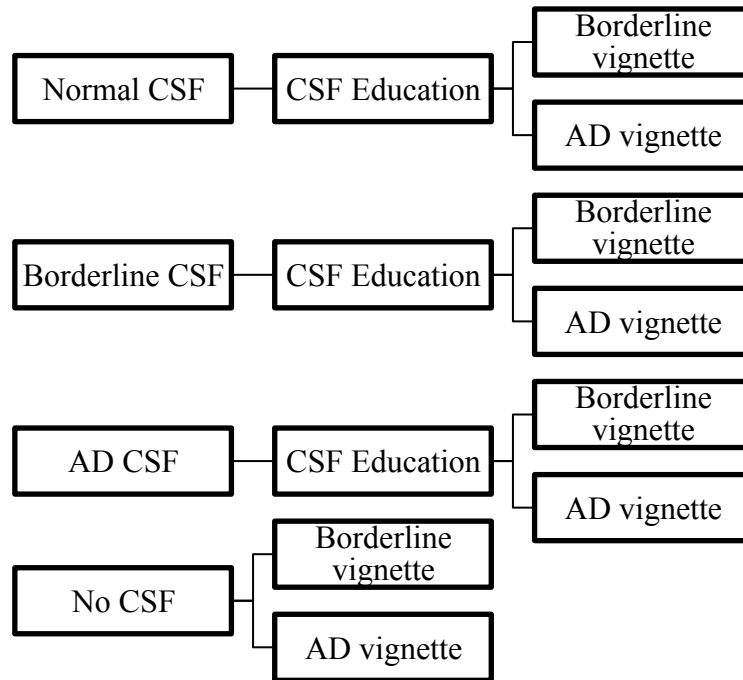 Normal CSF
CSF Education
Borderline
vignette
AD vignette
Borderline CSF
CSF Education
Borderline
vignette
AD vignette
AD CSF
CSF Education
Borderline
vignette
AD vignette
No CSF
Borderline
vignette
AD vignette